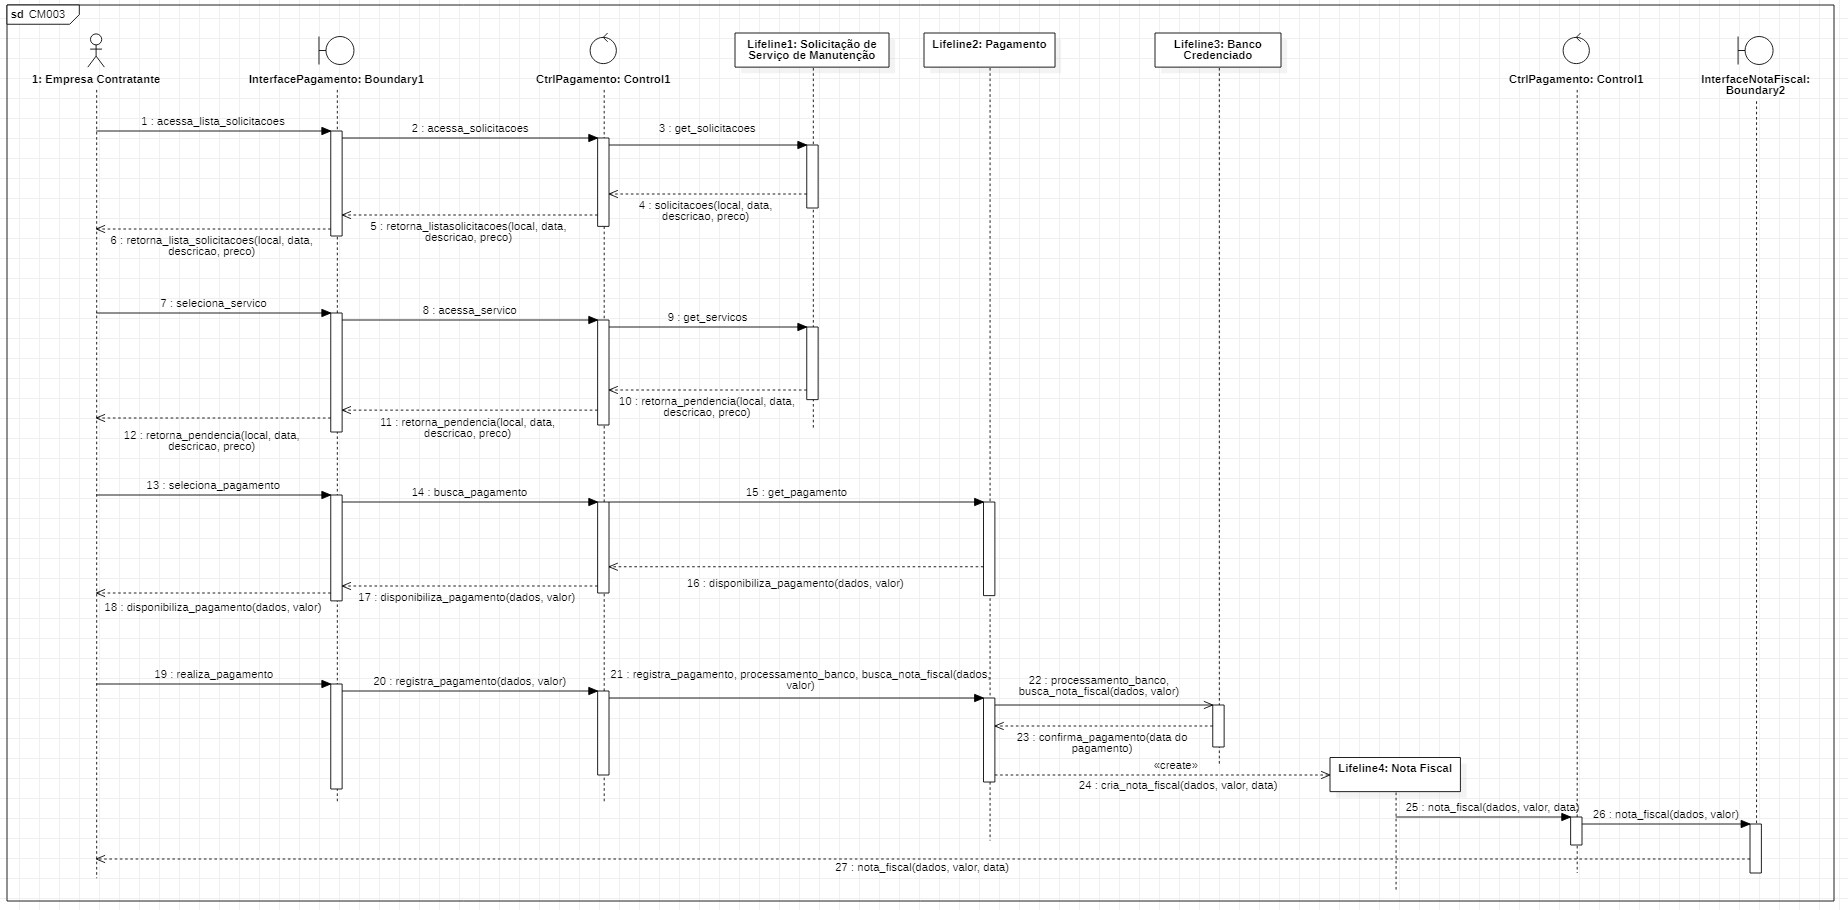 sd CM003
1: Empresa Contratante
InterfacePagamento: Boundary1
CtrlPagamento: Control1
Lifeline1: Solicitação de
Serviço de Manutenção
Lifeline2: Pagamento
Lifeline3: Banco
Credenciado
CtrlPagamento: Control1
InterfaceNotaFiscal:
Boundary2
1 : acessa_lista_solicitacoes
2 : acessa_solicitacoes
3 : get_solicitacoes
4 : solicitacoes(local, data,
descricao, preco)
5 : retorna_listasolicitacoes(local, data,
descricao, preco)
6 : retorna_lista_solicitacoes(local, data,
descricao, preco)
7 : seleciona_servico
8 : acessa_servico
9 : get_servicos
10 : retorna_pendencia(local, data,
descricao, preco)
11 : retorna_pendencia(local, data,
descricao, preco)
12 : retorna_pendencia(local, data,
descricao, preco)
13 : seleciona_pagamento
14 : busca_pagamento
15 : get_pagamento
16 : disponibiliza_pagamento(dados, valor)
17 : disponibiliza_pagamento(dados, valor)
18 : disponibiliza_pagamento(dados, valor)
19 : realiza_pagamento
20 : registra_pagamento(dados, valor)
21 : registra_pagamento, processamento_banco, busca_nota_fiscal(dados,
valor)
22 : processamento_banco,
busca_nota_fiscal(dados, valor)
23 : confirma_pagamento(data do
pagamento)
«create»
24 : cria_nota_fiscal(dados, valor, data)
Lifeline4: Nota Fiscal
25 : nota_fiscal(dados, valor, data)
26 : nota_fiscal(dados, valor)
27 : nota_fiscal(dados, valor, data)